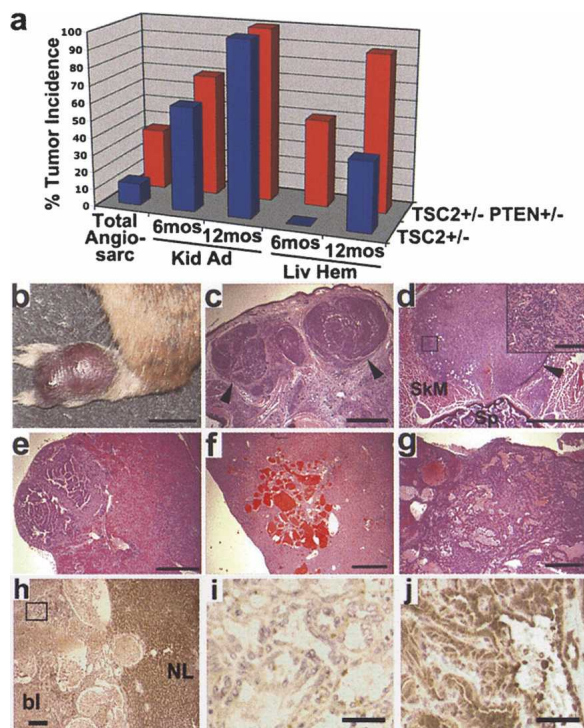 a
% Tumor Incidence
100
90
80
70
60
50
40
30
20
10
0
Total Angio-sarc
6mos
12mos
Kid Ad
6mos
12mos
Liv Hem
TSC2+/- PTEN+/-
TSC2+/-
b
c
d
SkM
Sp
e
f
g
h
bl
NL
i
j